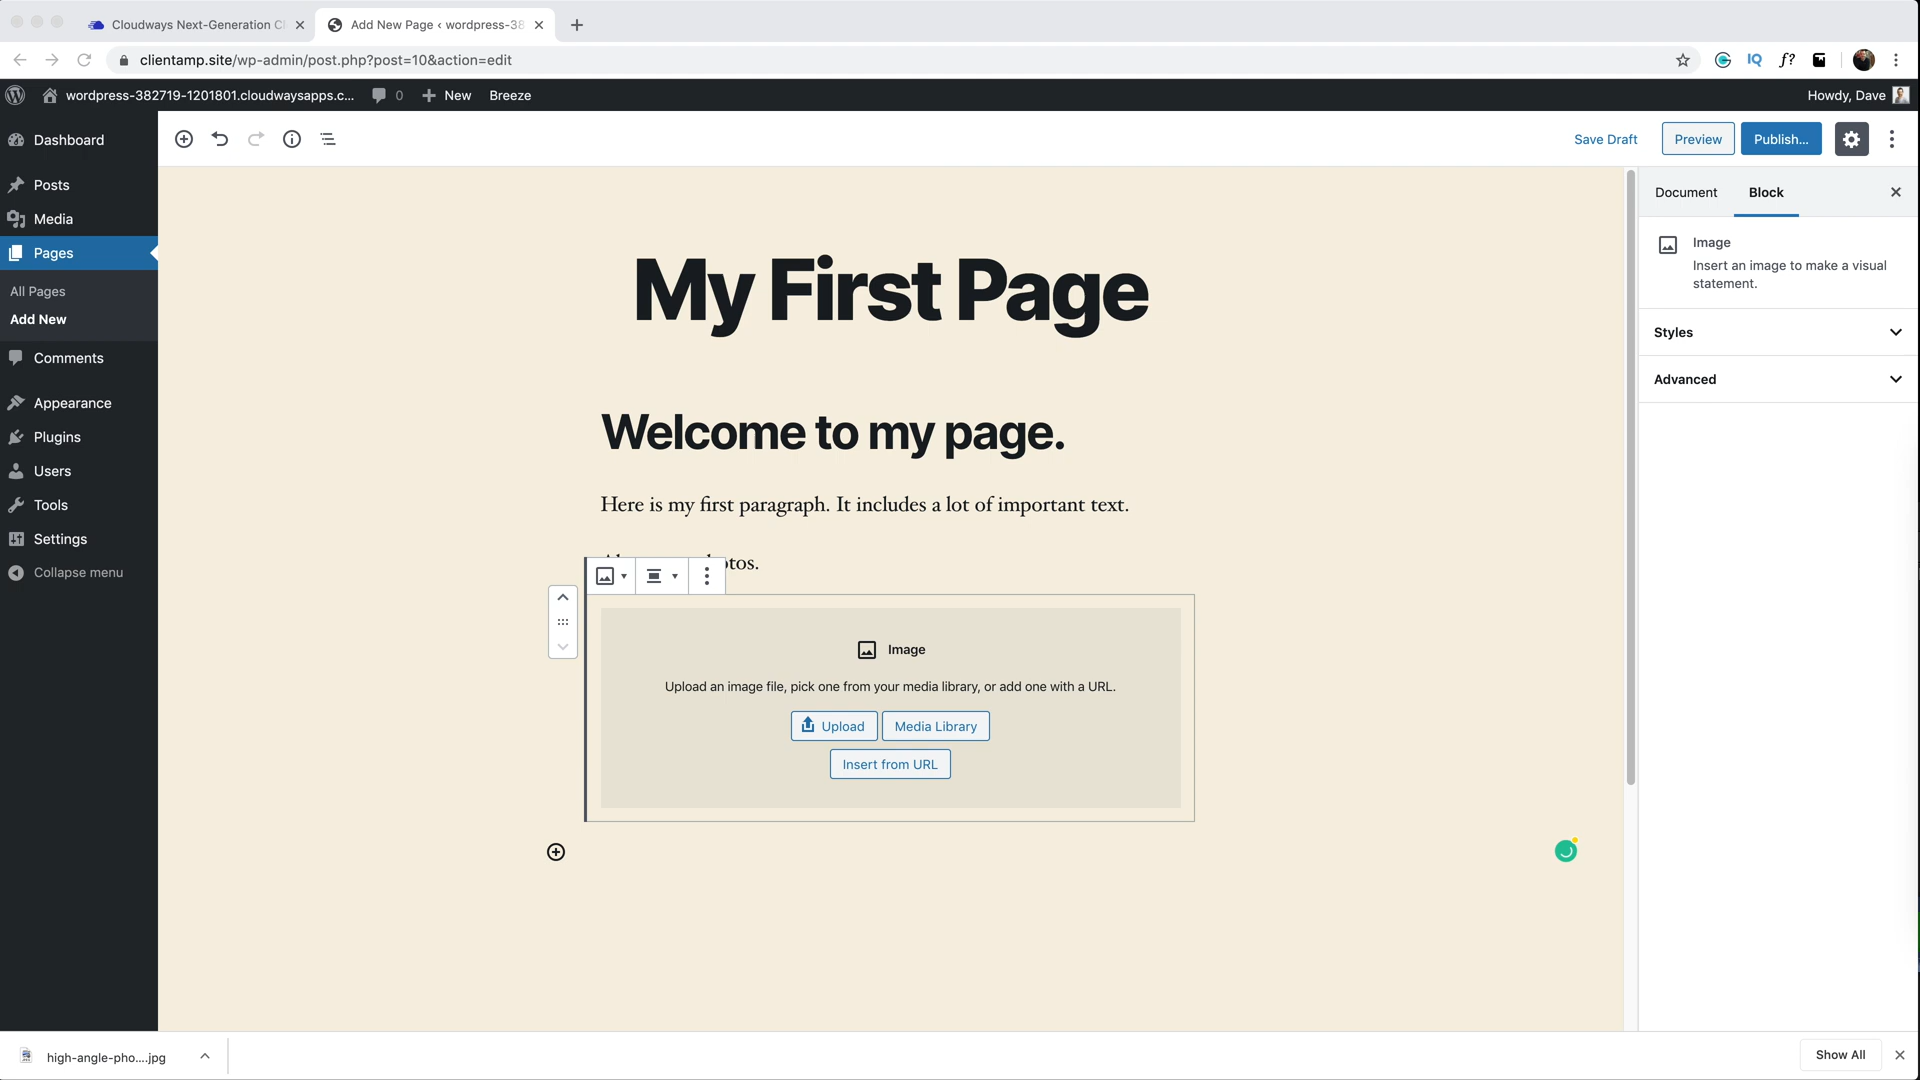 Cloudways Next-Generation Cl
Add New Page ‹ wordpress-38
clientamp.site/wp-admin/post.php?post=10&action=edit
IQ
f?
wordpress-382719-1201801.cloudwaysapps.c...
0
New
Breeze
Howdy, Dave
Dashboard
Posts
Media
Pages
All Pages
Add New
Comments
Appearance
Plugins
Users
Tools
Settings
Collapse menu
Save Draft
Preview
Publish...
Document
Block
Image
Insert an image to make a visual
statement.
Styles
Advanced
My First Page
Welcome to my page.
Here is my first paragraph. It includes a lot of important text.
tos.
Image
Upload an image file, pick one from your media library, or add one with a URL.
Upload
Media Library
Insert from URL
high-angle-pho....jpg
Show All